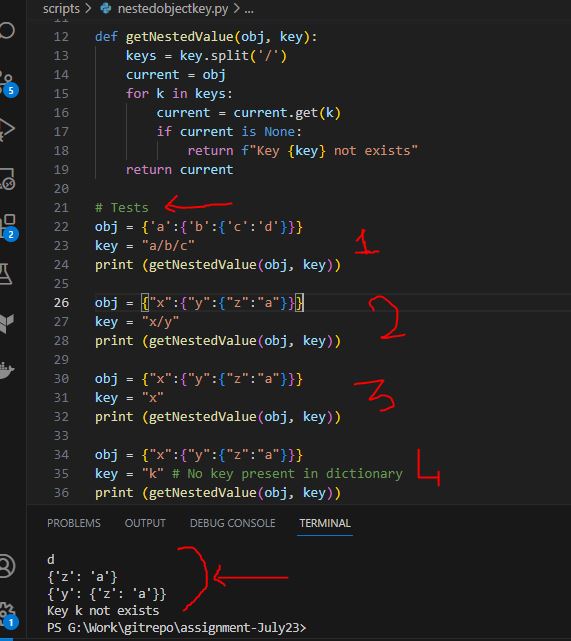 scripts > nestedobjectkey.py > ...
11
12 def getNestedValue(obj, key):
13 keys = key.split('/')
14 current = obj
15 for k in keys:
16 current = current.get(k)
17 if current is None:
18 return f"Key {key} not exists"
19 return current
20
21 # Tests
22 obj = {'a':{'b':{'c':'d'}}}
23 key = "a/b/c" 1
24 print (getNestedValue(obj, key))
25
26 obj = {"x":{"y":{"z":"a"}}}
27 key = "x/y" 2
28 print (getNestedValue(obj, key))
29
30 obj = {"x":{"y":{"z":"a"}}}
31 key = "x" 3
32 print (getNestedValue(obj, key))
33
34 obj = {"x":{"y":{"z":"a"}}}
35 key = "k" # No key present in dictionary 4
36 print (getNestedValue(obj, key))
5
2
1
PROBLEMS OUTPUT DEBUG CONSOLE TERMINAL
d
{'z': 'a'}
{'y': {'z': 'a'}}
Key k not exists
PS G:\Work\gitrepo\assignment-July23>